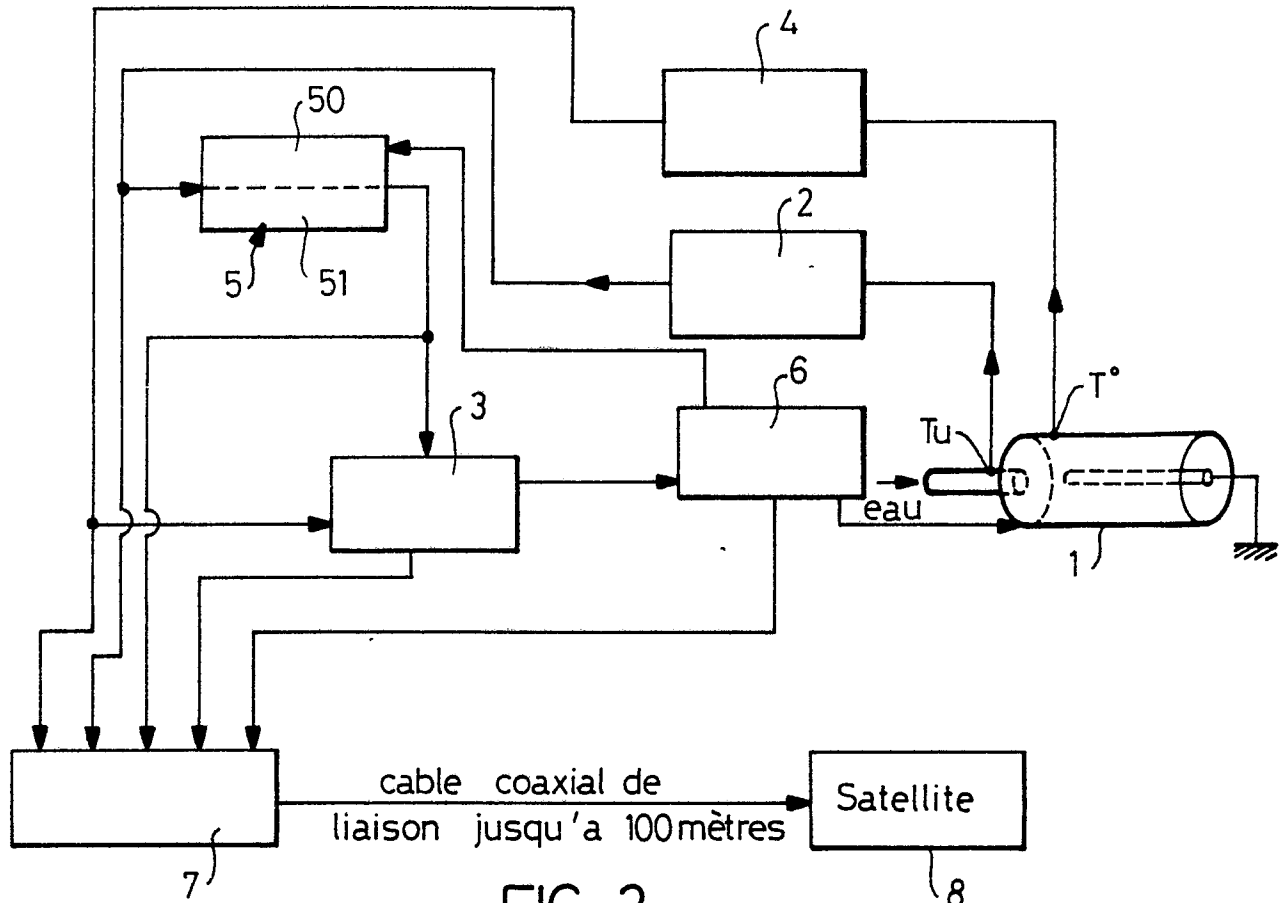 4
50
2
5
51
6
3
T°
Tu
eau
1
cable coaxial de
liaison jusqu'a 100 mètres
Satellite
7
8
FIG. 2